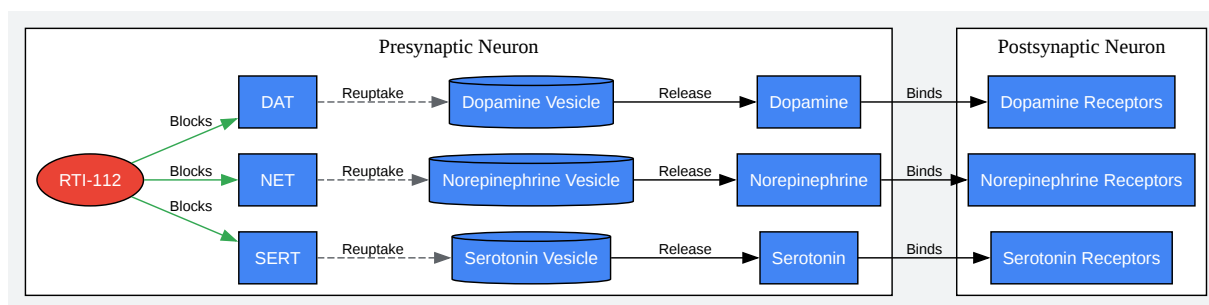 Presynaptic Neuron
Postsynaptic Neuron
DAT
Reuptake
Dopamine Vesicle
Release
Dopamine
Binds
Dopamine Receptors
Blocks
RTI-112
Blocks
NET
Reuptake
Norepinephrine Vesicle
Release
Norepinephrine
Binds
Norepinephrine Receptors
Blocks
SERT
Reuptake
Serotonin Vesicle
Release
Serotonin
Binds
Serotonin Receptors